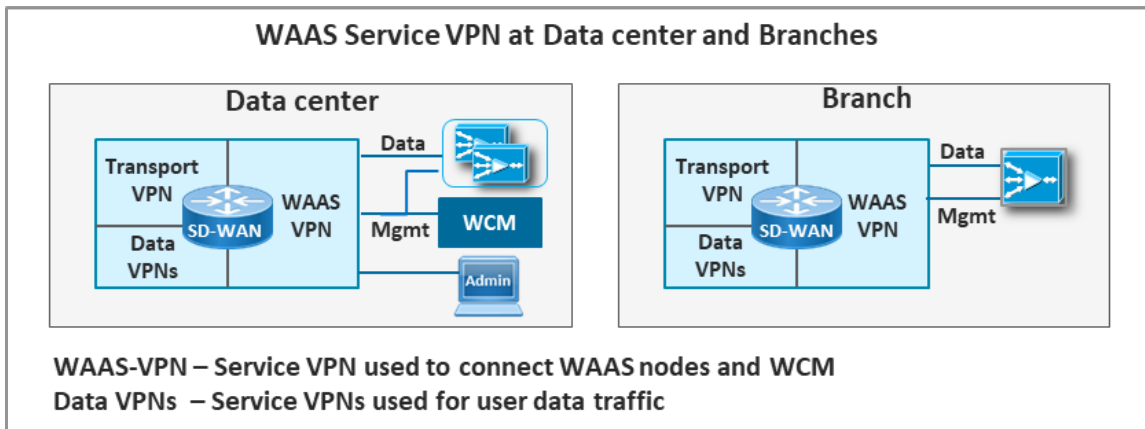 WAAS Service VPN at Data center and Branches
Data center
Transport
VPN
SD-WAN
Data
VPNs
WAAS
VPN
Data
Mgmt
WCM
Admin
Branch
Transport
VPN
SD-WAN
Data
VPNs
WAAS
VPN
Data
Mgmt
WAAS-VPN – Service VPN used to connect WAAS nodes and WCM
Data VPNs – Service VPNs used for user data traffic